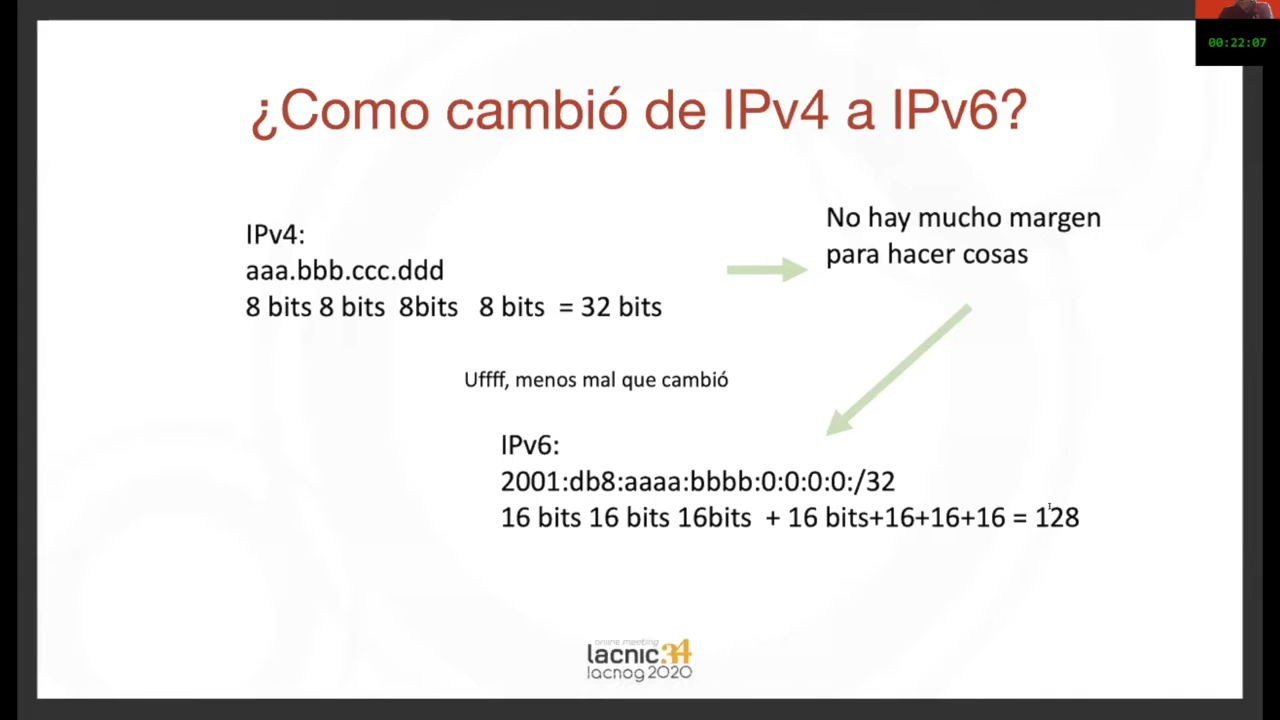 00:22:07
¿Como cambió de IPv4 a IPv6?
No hay mucho margen
para hacer cosas
IPv4:
aaa.bbb.ccc.ddd
8 bits 8 bits 8bits 8 bits = 32 bits
Uffff, menos mal que cambió
IPv6:
2001:db8:aaaa:bbbb:0:0:0:0:/32
16 bits 16 bits 16bits + 16 bits+16+16+16 = 128
online meeting
lacnic34
lacnog2020